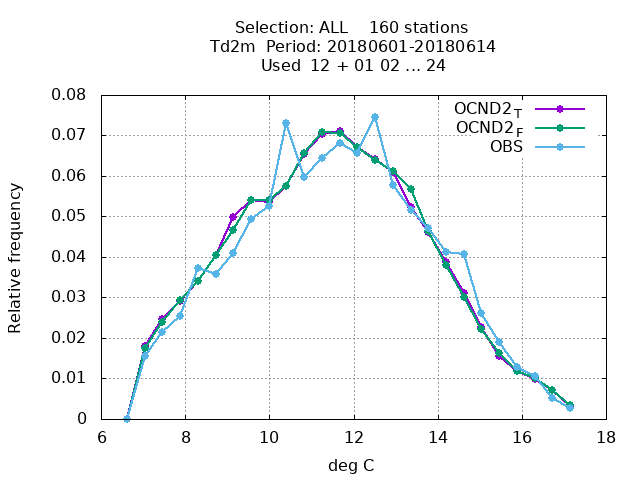 Selection: ALL    160 stations
Td2m  Period: 20180601-20180614
Used  12 + 01 02 ... 24
OCND2_T
OCND2_F
OBS
0.08
0.07
0.06
0.05
0.04
0.03
0.02
0.01
0
Relative frequency
6 8 10 12 14 16 18
deg C